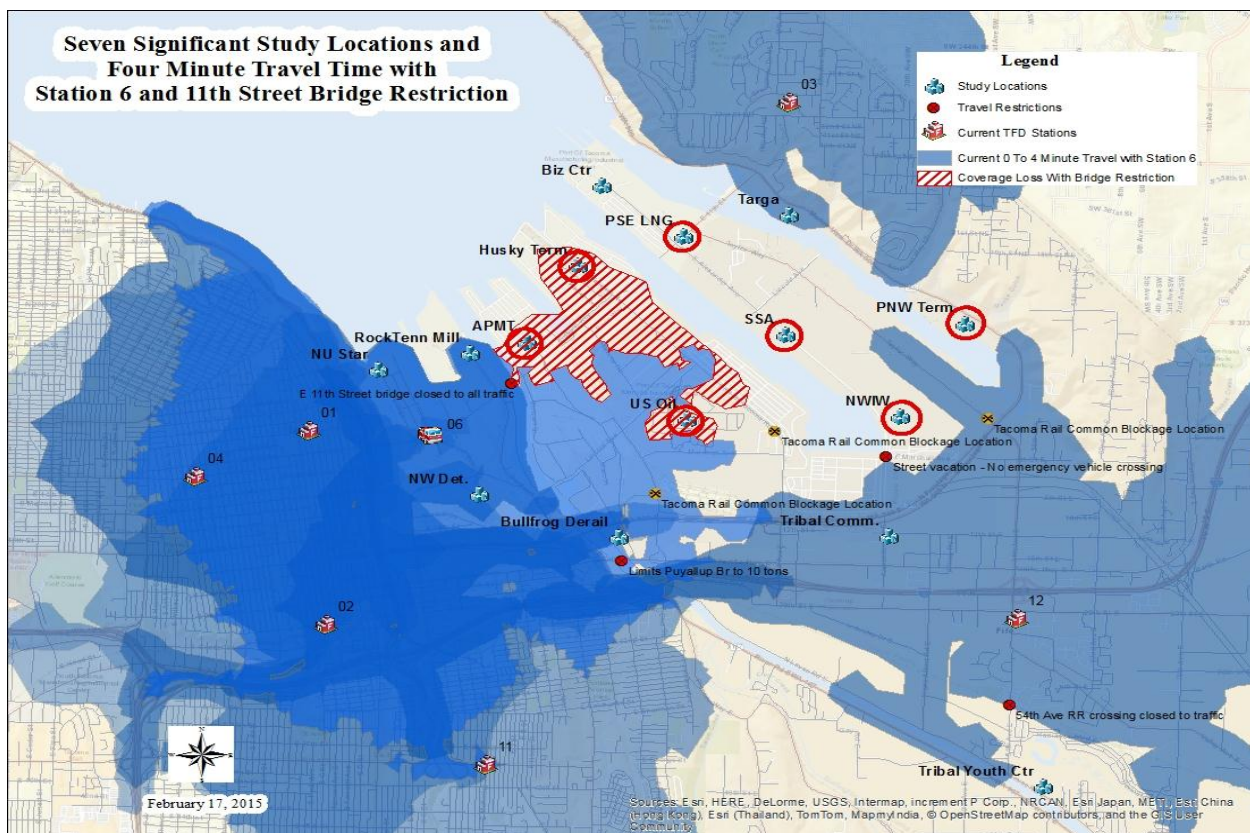 Seven Significant Study Locations and
Four Minute Travel Time with
Station 6 and 11th Street Bridge Restriction
Legend
Study Locations
Travel Restrictions
Current TFD Stations
Current 0 To 4 Minute Travel with Station 6
Coverage Loss With Bridge Restriction
03
Biz Ctr
Targa
PSE LNG
Husky Term
PNW Term
SSA
APMT
RockTenn Mill
NU Star
E 11th Street bridge closed to all traffic
US Oil
NWIW
01
06
Tacoma Rail Common Blockage Location
Tacoma Rail Common Blockage Location
Street vacation - No emergency vehicle crossing
04
NW Det.
Tacoma Rail Common Blockage Location
Bullfrog Derail
Tribal Comm.
Limits Puyallup Br to 10 tons
02
12
Fife
54th Ave RR crossing closed to traffic
11
Tribal Youth Ctr
February 17, 2015
Sources: Esri, HERE, DeLorme, USGS, Intermap, increment P Corp., NRCAN, Esri Japan, METI, Esri China
(Hong Kong), Esri (Thailand), TomTom, MapmyIndia, © OpenStreetMap contributors, and the GIS User
Community